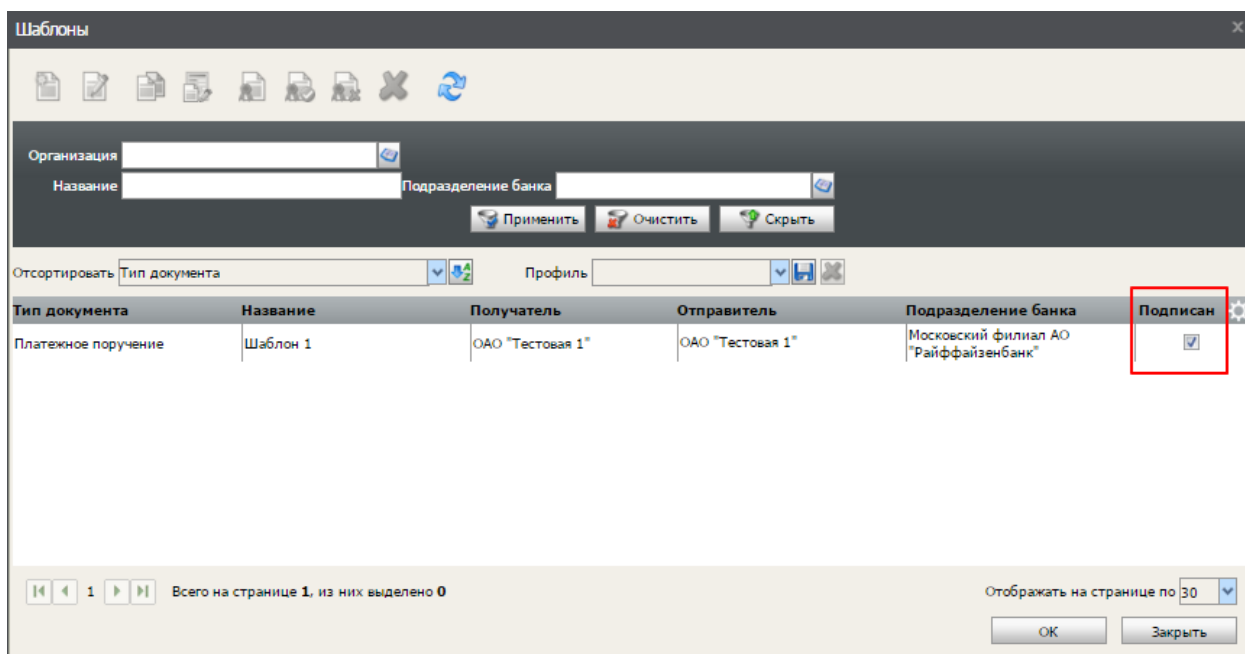 Шаблоны
Организация
Название Подразделение банка
Применить Очистить Скрыть
Отсортировать Тип документа Профиль
Тип документа Название Получатель Отправитель Подразделение банка Подписан
Платежное поручение Шаблон 1 ОАО "Тестовая 1" ОАО "Тестовая 1" Московский филиал АО
"Райффайзенбанк"
1 Всего на странице 1, из них выделено 0 Отображать на странице по 30
ОК Закрыть